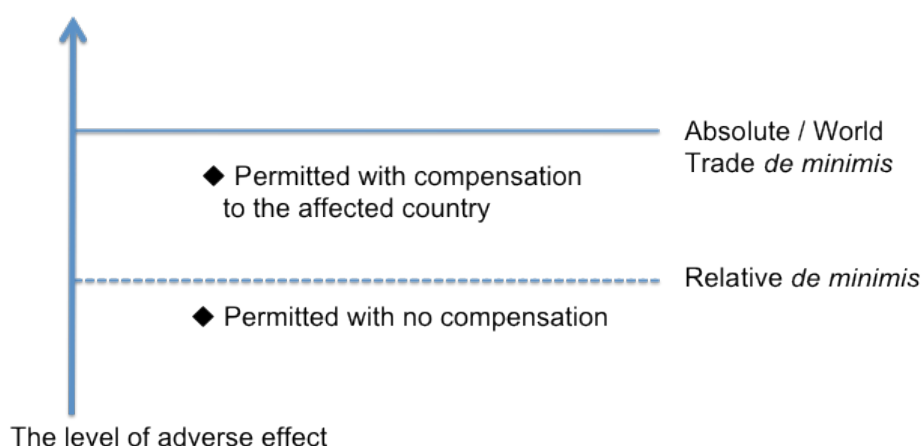 Absolute / World
Trade de minimis
◆ Permitted with compensation
to the affected country
Relative de minimis
◆ Permitted with no compensation
The level of adverse effect